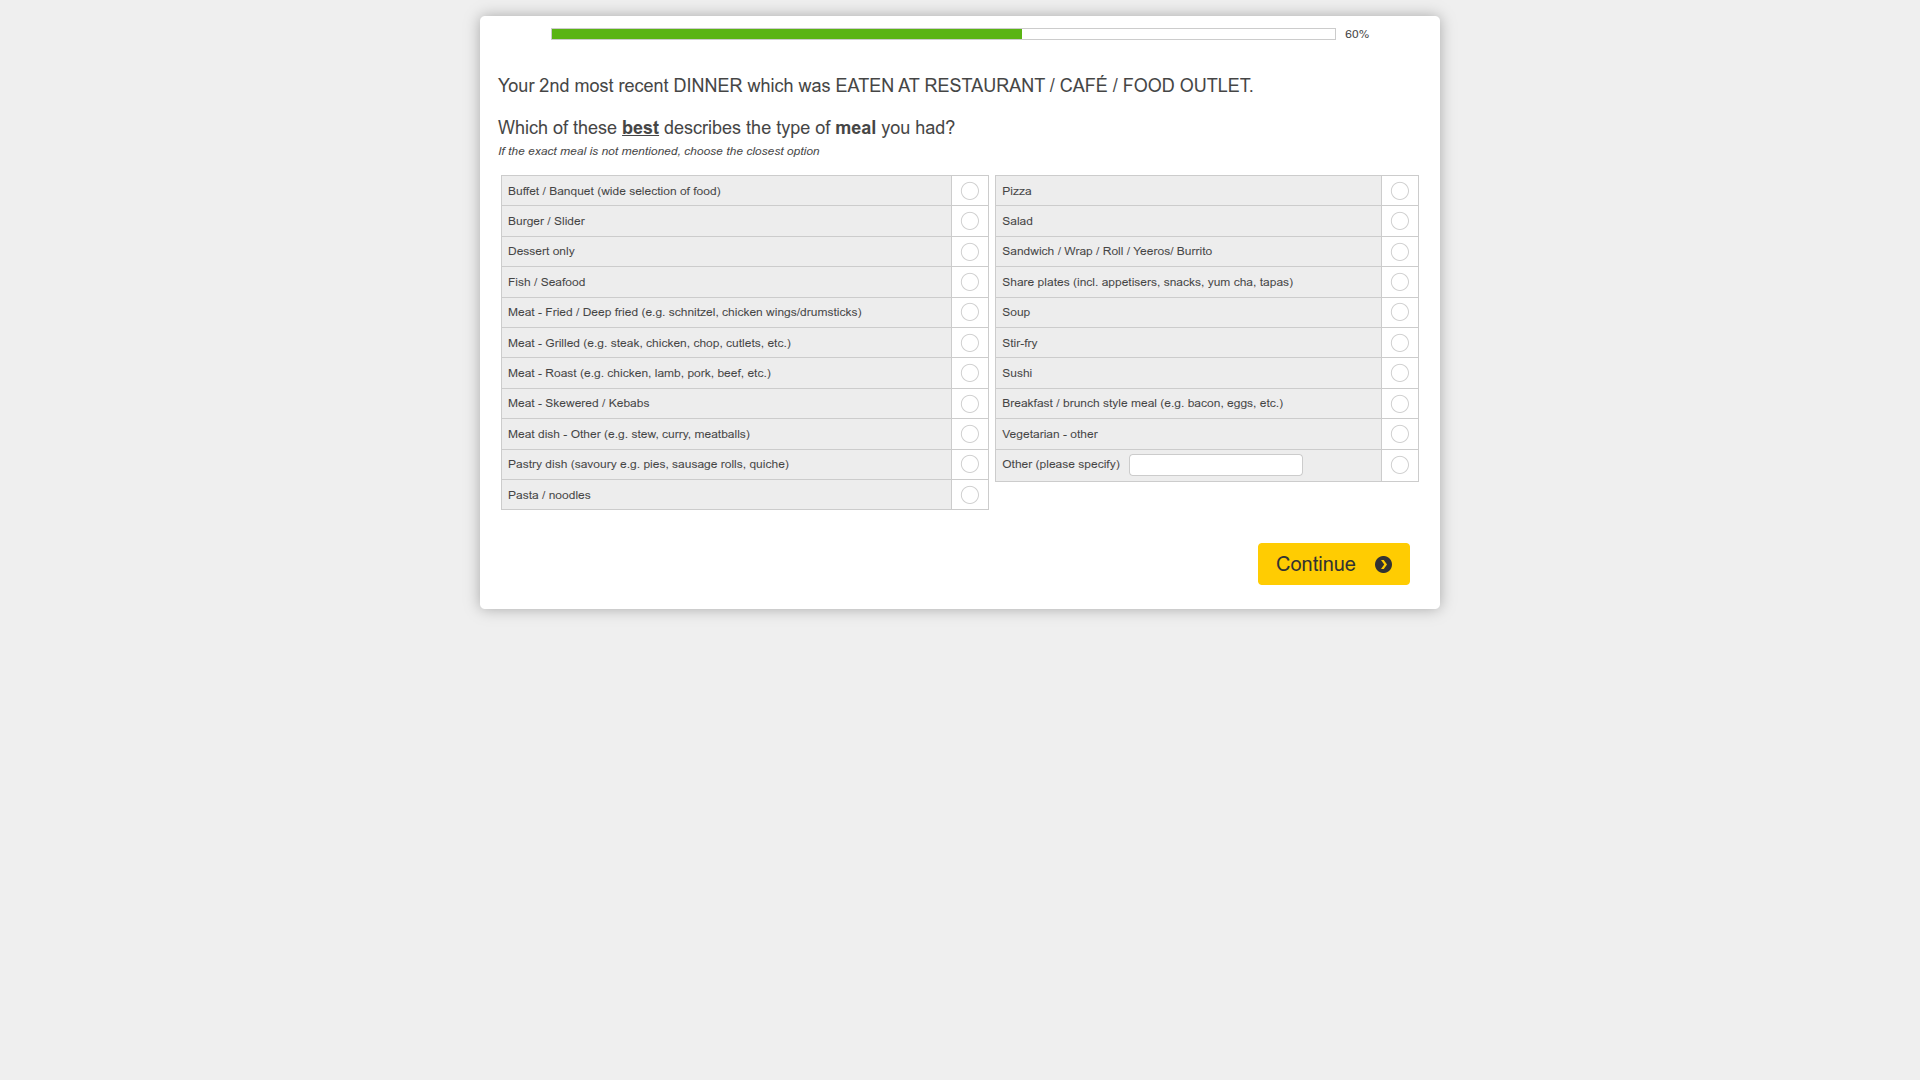 60%
Your 2nd most recent DINNER which was EATEN AT RESTAURANT / CAFÉ / FOOD OUTLET.
Which of these best describes the type of meal you had?
If the exact meal is not mentioned, choose the closest option
Buffet / Banquet (wide selection of food)
Burger / Slider
Dessert only
Fish / Seafood
Meat - Fried / Deep fried (e.g. schnitzel, chicken wings/drumsticks)
Meat - Grilled (e.g. steak, chicken, chop, cutlets, etc.)
Meat - Roast (e.g. chicken, lamb, pork, beef, etc.)
Meat - Skewered / Kebabs
Meat dish - Other (e.g. stew, curry, meatballs)
Pastry dish (savoury e.g. pies, sausage rolls, quiche)
Pasta / noodles
Pizza
Salad
Sandwich / Wrap / Roll / Yeeros/ Burrito
Share plates (incl. appetisers, snacks, yum cha, tapas)
Soup
Stir-fry
Sushi
Breakfast / brunch style meal (e.g. bacon, eggs, etc.)
Vegetarian - other
Other (please specify)
Continue